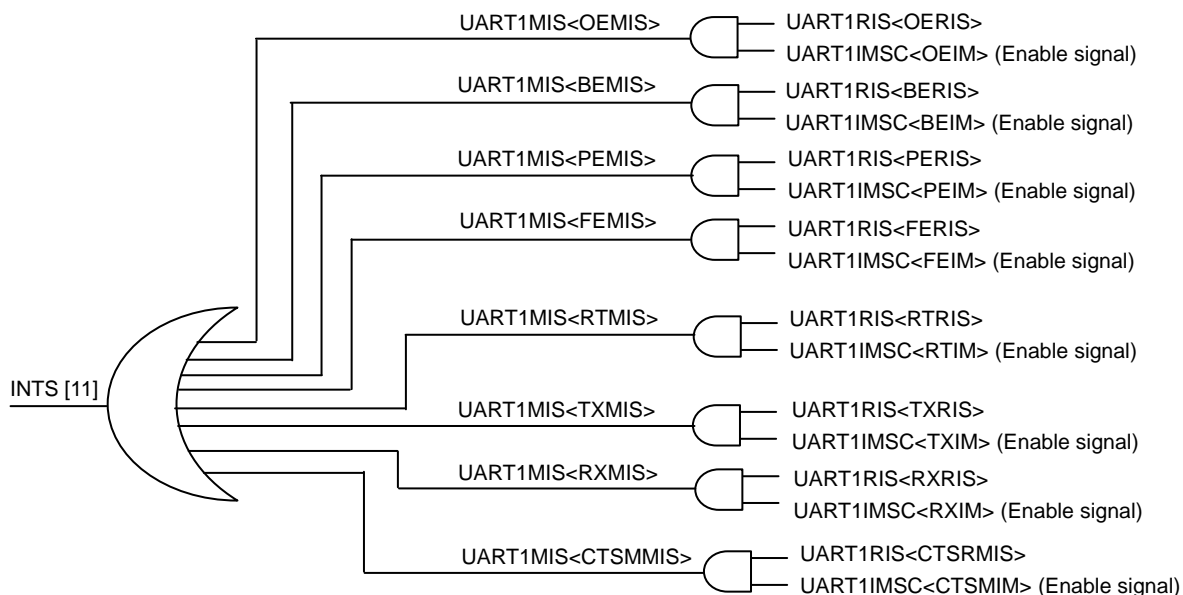 UART1MIS<OEMIS>
UART1RIS<OERIS>
UART1IMSC<OEIM> (Enable signal)
UART1MIS<BEMIS>
UART1RIS<BERIS>
UART1IMSC<BEIM> (Enable signal)
UART1MIS<PEMIS>
UART1RIS<PERIS>
UART1IMSC<PEIM> (Enable signal)
UART1MIS<FEMIS>
UART1RIS<FERIS>
UART1IMSC<FEIM> (Enable signal)
UART1MIS<RTMIS>
UART1RIS<RTRIS>
UART1IMSC<RTIM> (Enable signal)
INTS [11]
UART1MIS<TXMIS>
UART1RIS<TXRIS>
UART1IMSC<TXIM> (Enable signal)
UART1MIS<RXMIS>
UART1RIS<RXRIS>
UART1IMSC<RXIM> (Enable signal)
UART1MIS<CTSMMIS>
UART1RIS<CTSRMIS>
UART1IMSC<CTSMIM> (Enable signal)